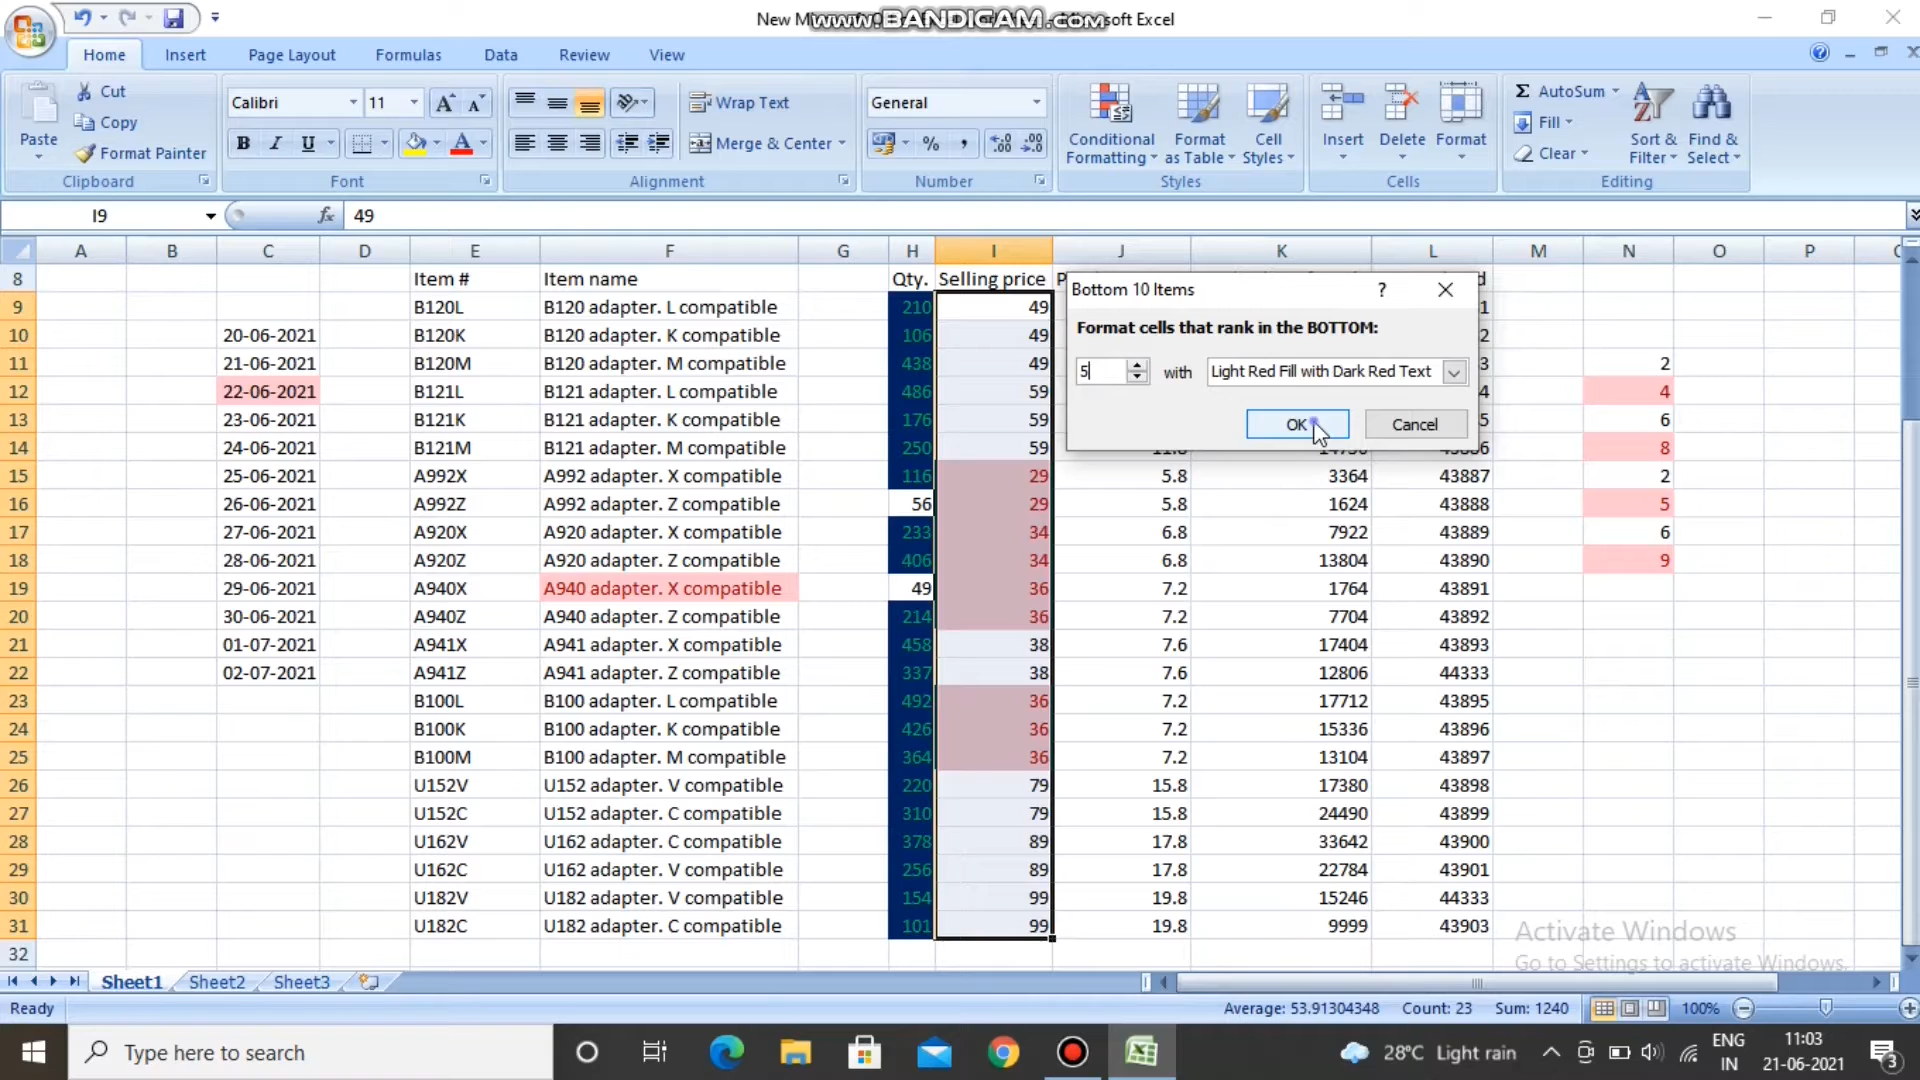 New Mi
www.BANDICAM.com
Microsoft Excel
Home Insert Page Layout Formulas Data Review View
Paste
Cut
Copy
Format Painter
Clipboard
Calibri 11
B I U
Font
Wrap Text
Merge & Center
Alignment
General
% ,
Number
Conditional Formatting
Format as Table
Cell Styles
Styles
Insert Delete Format
Cells
Σ AutoSum
Fill
Clear
Sort & Filter
Find & Select
Editing
I9 fx 49
A B C D E F G H I J K L M N O P
8 Item # Item name Qty. Selling price P d
9 B120L B120 adapter. L compatible 210 49 1
10 20-06-2021 B120K B120 adapter. K compatible 106 49 2
11 21-06-2021 B120M B120 adapter. M compatible 438 49 3 2
12 22-06-2021 B121L B121 adapter. L compatible 486 59 4 4
13 23-06-2021 B121K B121 adapter. K compatible 176 59 5 6
14 24-06-2021 B121M B121 adapter. M compatible 250 59 8
15 25-06-2021 A992X A992 adapter. X compatible 116 29 5.8 3364 43887 2
16 26-06-2021 A992Z A992 adapter. Z compatible 56 29 5.8 1624 43888 5
17 27-06-2021 A920X A920 adapter. X compatible 233 34 6.8 7922 43889 6
18 28-06-2021 A920Z A920 adapter. Z compatible 406 34 6.8 13804 43890 9
19 29-06-2021 A940X A940 adapter. X compatible 49 36 7.2 1764 43891
20 30-06-2021 A940Z A940 adapter. Z compatible 214 36 7.2 7704 43892
21 01-07-2021 A941X A941 adapter. X compatible 458 38 7.6 17404 43893
22 02-07-2021 A941Z A941 adapter. Z compatible 337 38 7.6 12806 44333
23 B100L B100 adapter. L compatible 492 36 7.2 17712 43895
24 B100K B100 adapter. K compatible 426 36 7.2 15336 43896
25 B100M B100 adapter. M compatible 364 36 7.2 13104 43897
26 U152V U152 adapter. V compatible 220 79 15.8 17380 43898
27 U152C U152 adapter. C compatible 310 79 15.8 24490 43899
28 U162V U162 adapter. C compatible 378 89 17.8 33642 43900
29 U162C U162 adapter. V compatible 256 89 17.8 22784 43901
30 U182V U182 adapter. V compatible 154 99 19.8 15246 44333
31 U182C U182 adapter. C compatible 101 99 19.8 9999 43903
32
Bottom 10 Items ?
Format cells that rank in the BOTTOM:
5 with Light Red Fill with Dark Red Text
OK Cancel
Activate Windows
Go to Settings to activate Windows.
Sheet1 Sheet2 Sheet3
Ready Average: 53.91304348 Count: 23 Sum: 1240 100%
Type here to search
28°C Light rain
ENG
IN
11:03
21-06-2021
3